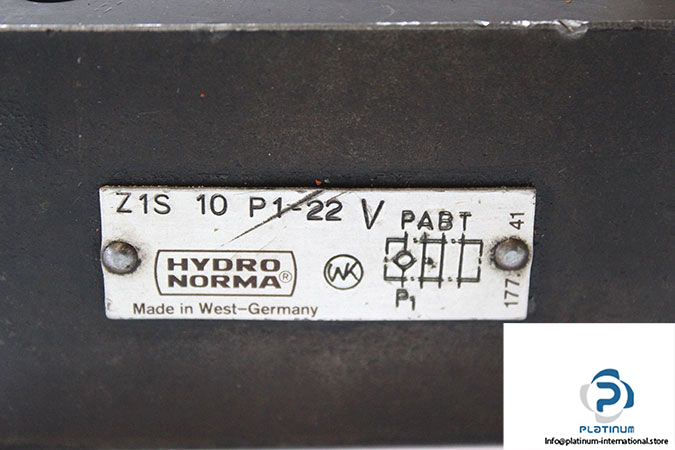 Z1S 10 P1-22 V
PABT
HYDRO
NORMA®
WK
P1
Made in West-Germany
41
P
PLATINUM
Info@platinum-international.store